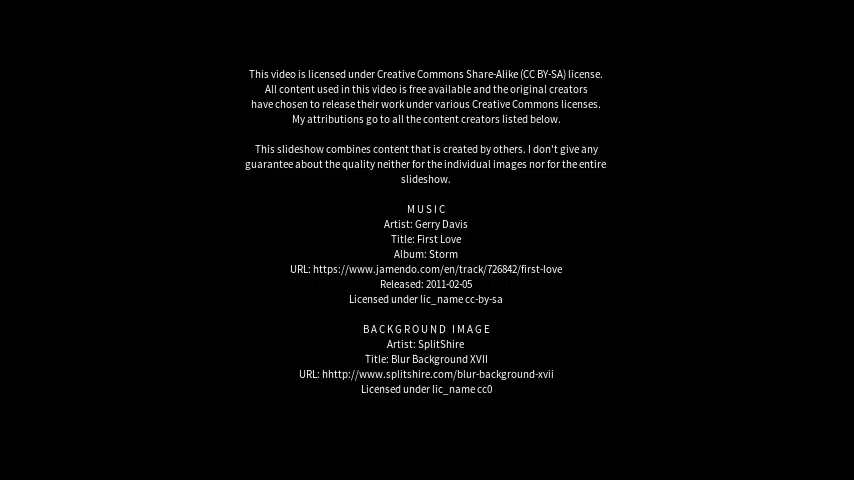 This video is licensed under Creative Commons Share-Alike (CC BY-SA) license.
All content used in this video is free available and the original creators
have chosen to release their work under various Creative Commons licenses.
My attributions go to all the content creators listed below.
This slideshow combines content that is created by others. I don't give any
guarantee about the quality neither for the individual images nor for the entire
slideshow.
MUSIC
Artist: Gerry Davis
Title: First Love
Album: Storm
URL: https://www.jamendo.com/en/track/726842/first-love
Released: 2011-02-05
Licensed under lic_name cc-by-sa
BACKGROUND IMAGE
Artist: SplitShire
Title: Blur Background XVII
URL: hhttp://www.splitshire.com/blur-background-xvii
Licensed under lic_name cc0